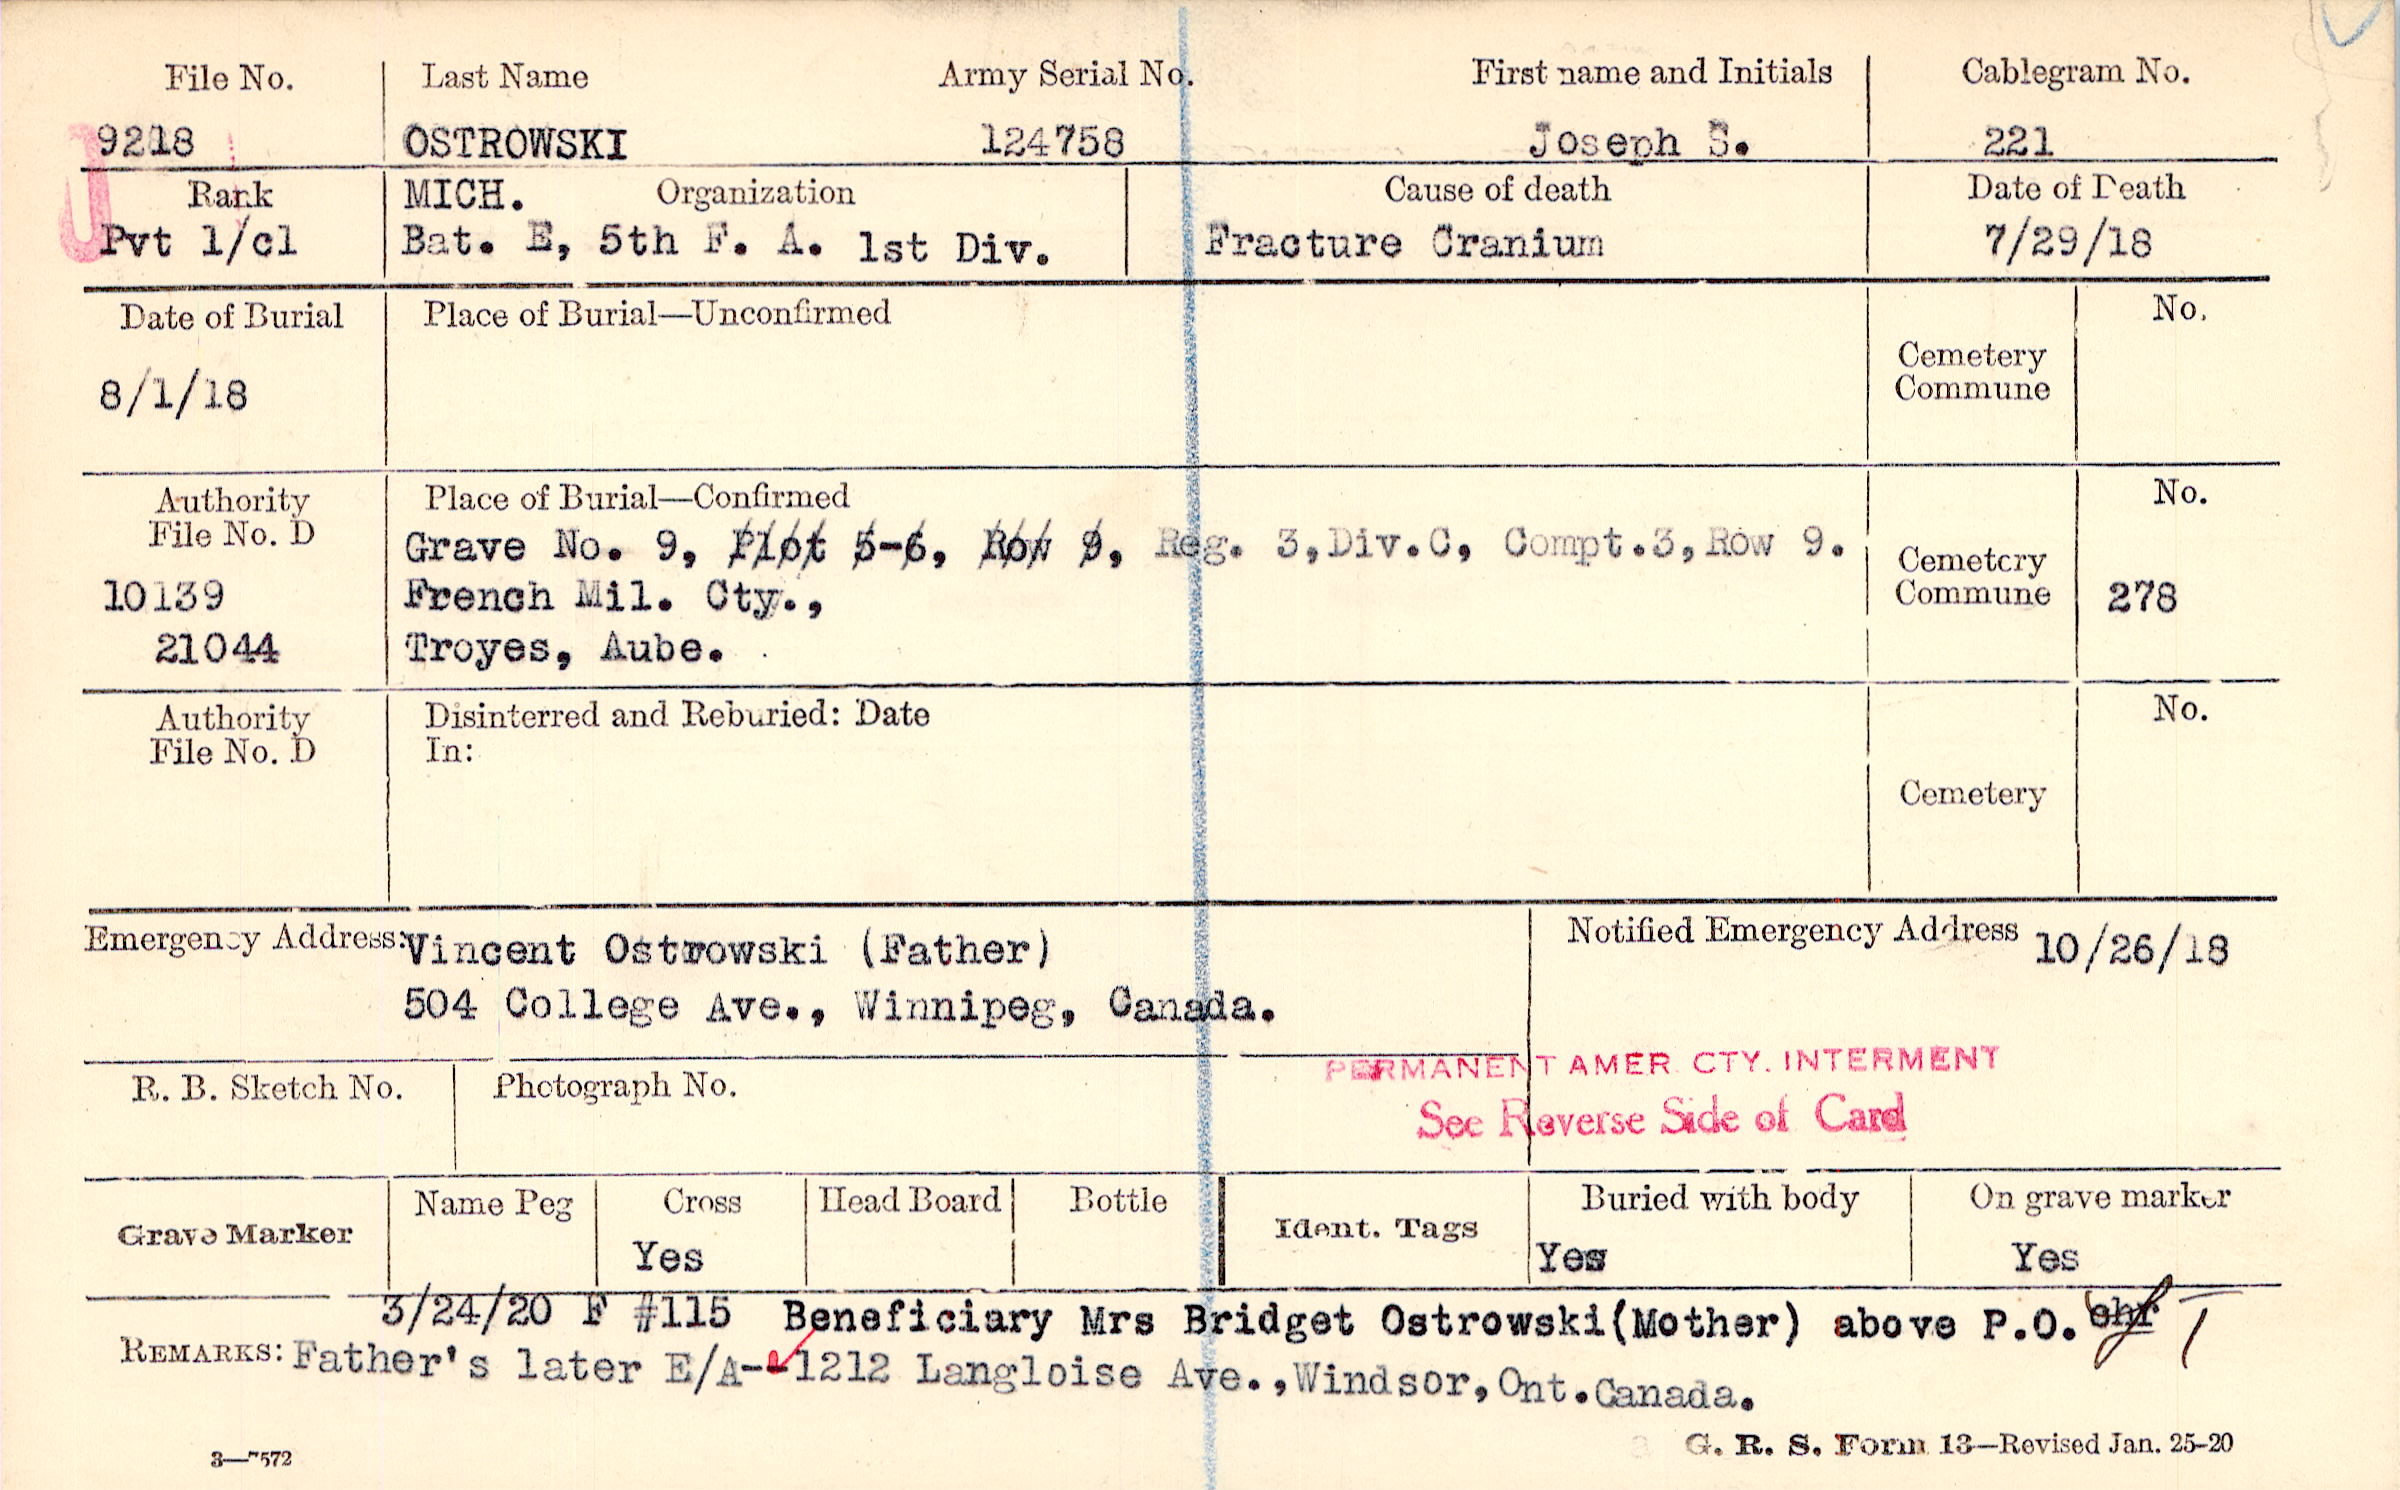 File No. Last Name Army Serial No. First name and Initials Cablegram No.
9218 OSTROWSKI 124758 Joseph S. 221
Rank MICH. Organization Cause of death Date of Death
Pvt 1/cl Bat. E, 5th F. A. 1st Div. Fracture Cranium 7/29/18
Date of Burial Place of Burial—Unconfirmed No.
Cemetery
Commune
8/1/18
Authority Place of Burial—Confirmed No.
File No. D
Grave No. 9, Plot 5-6, Row 9, Reg. 3,Div.C, Compt.3,Row 9.
Cemetery
10139 French Mil. Cty., Commune 278
21044 Troyes, Aube.
Authority Disinterred and Reburied: Date No.
File No. D In:
Cemetery
Emergency Address: Vincent Ostrowski (Father) Notified Emergency Address 10/26/18
504 College Ave., Winnipeg, Canada.
PERMANENT AMER. CTY. INTERMENT
R. B. Sketch No. Photograph No.
See Reverse Side of Card
Name Peg Cross Head Board Bottle Buried with body On grave marker
Grave Marker Ident. Tags
Yes Yes Yes
3/24/20 F #115 Beneficiary Mrs Bridget Ostrowski(Mother) above P.O.
REMARKS: Father's later E/A--1212 Langloise Ave.,Windsor,Ont.Canada.
3—7572 G. R. S. Form 13—Revised Jan. 25-20